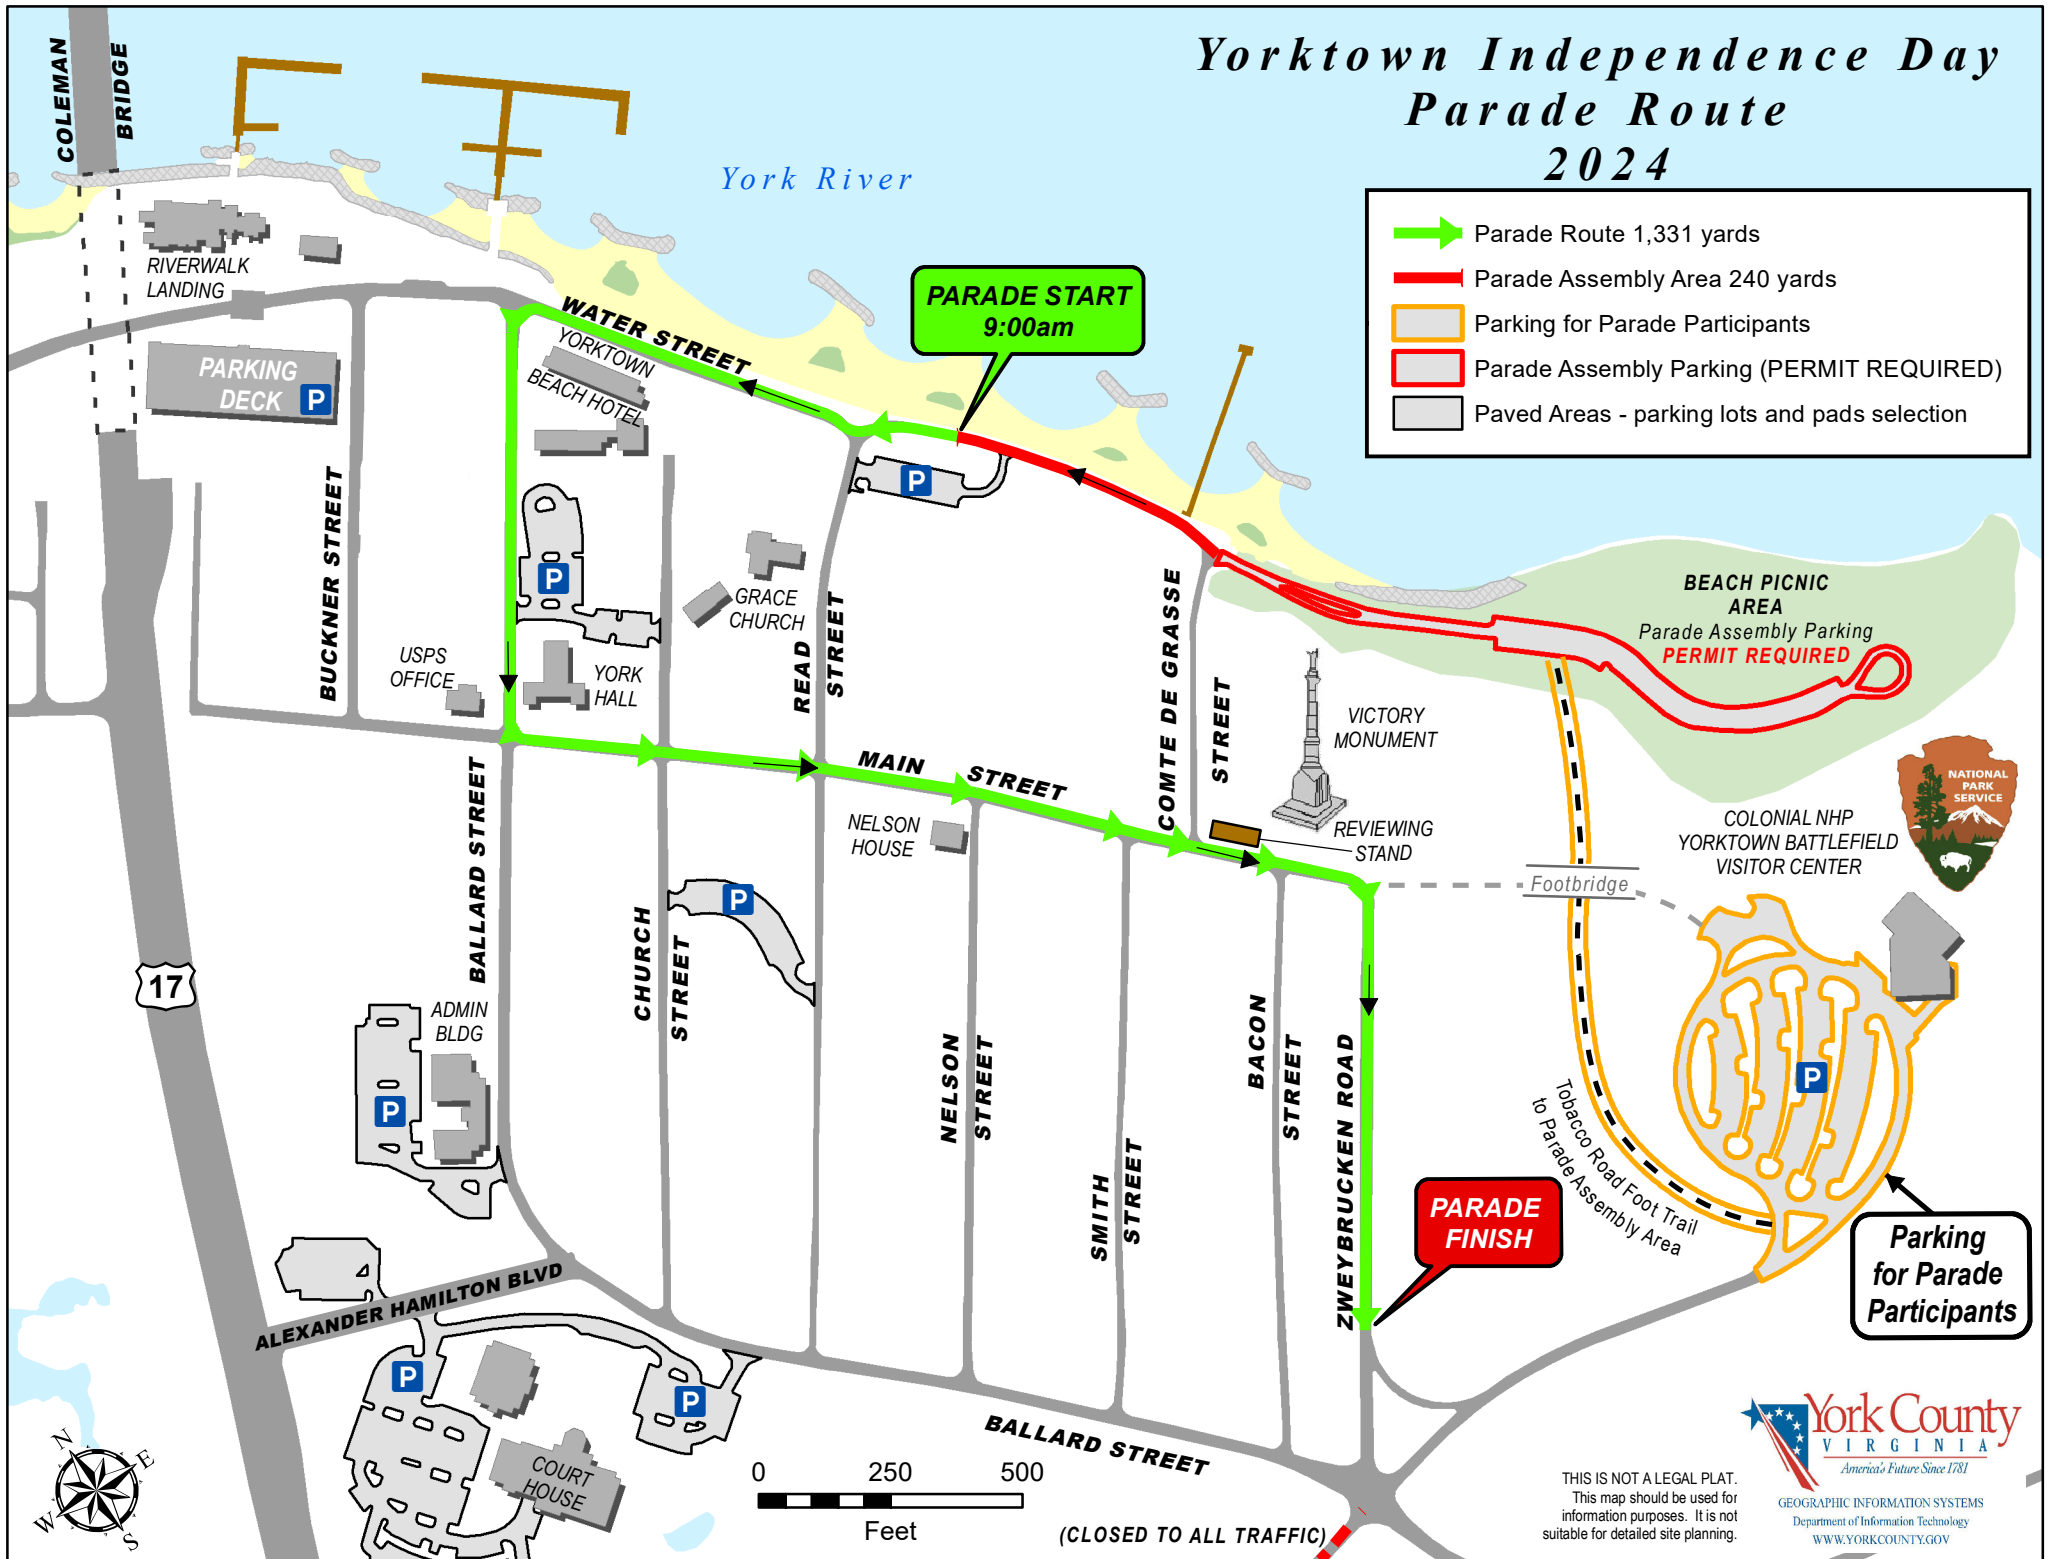 Yorktown Independence Day
Parade Route
2024
COLEMAN
BRIDGE
York River
Parade Route 1,331 yards
Parade Assembly Area 240 yards
Parking for Parade Participants
Parade Assembly Parking (PERMIT REQUIRED)
Paved Areas - parking lots and pads selection
RIVERWALK
LANDING
PARADE START
9:00am
WATER STREET
YORKTOWN
BEACH HOTEL
PARKING
DECK
P
P
P
BUCKNER STREET
GRACE
CHURCH
READ
STREET
USPS
OFFICE
YORK
HALL
COMTE DE GRASSE
STREET
BEACH PICNIC
AREA
Parade Assembly Parking
PERMIT REQUIRED
VICTORY
MONUMENT
MAIN
STREET
NATIONAL
PARK
SERVICE
COLONIAL NHP
YORKTOWN BATTLEFIELD
VISITOR CENTER
NELSON
HOUSE
REVIEWING
STAND
Footbridge
BALLARD STREET
P
CHURCH
STREET
17
ADMIN
BLDG
P
NELSON
STREET
BACON
STREET
ZWEYBRUCKEN ROAD
P
Tobacco Road Foot Trail
to Parade Assembly Area
SMITH
STREET
PARADE
FINISH
Parking
for Parade
Participants
ALEXANDER HAMILTON BLVD
P
P
BALLARD STREET
COURT
HOUSE
N
E
W
S
0 250 500
Feet
(CLOSED TO ALL TRAFFIC)
THIS IS NOT A LEGAL PLAT.
This map should be used for
information purposes. It is not
suitable for detailed site planning.
York County
VIRGINIA
America's Future Since 1781
GEOGRAPHIC INFORMATION SYSTEMS
Department of Information Technology
WWW.YORKCOUNTY.GOV